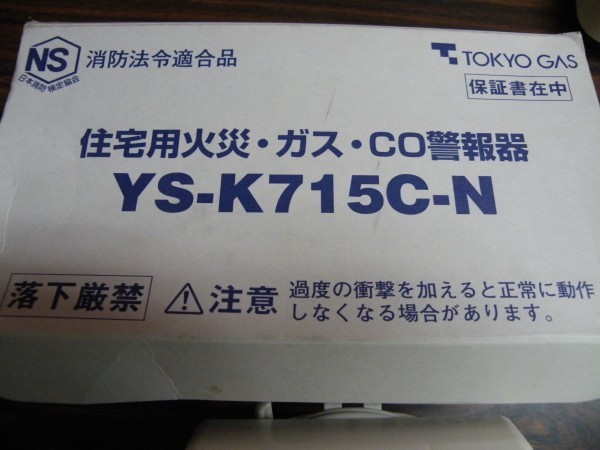 NS
日本消防検定協会
消防法令適合品
TOKYO GAS
保証書在中
住宅用火災・ガス・CO警報器
YS-K715C-N
落下厳禁
注意
過度の衝撃を加えると正常に動作
しなくなる場合があります。